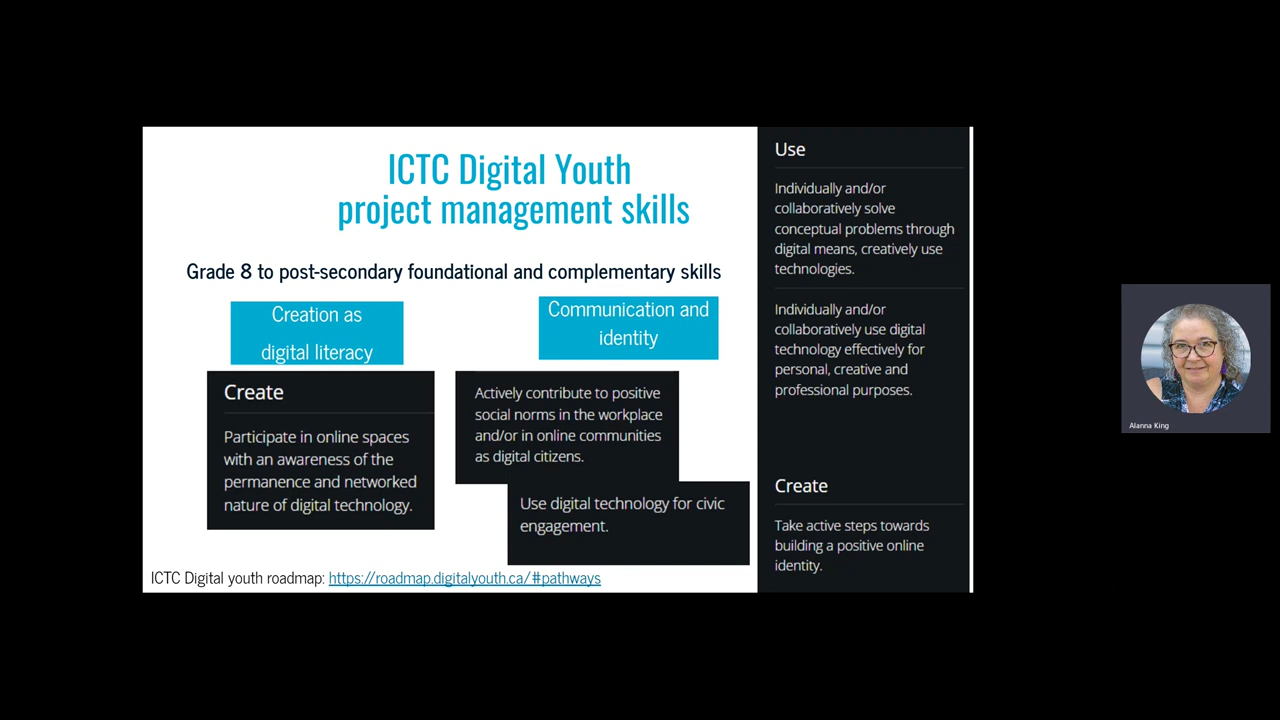 ICTC Digital Youth
project management skills
Grade 8 to post-secondary foundational and complementary skills
Creation as
digital literacy
Create
Participate in online spaces
with an awareness of the
permanence and networked
nature of digital technology.
Communication and
identity
Actively contribute to positive
social norms in the workplace
and/or in online communities
as digital citizens.
Use digital technology for civic
engagement.
ICTC Digital youth roadmap: https://roadmap.digitalyouth.ca/#pathways
Use
Individually and/or
collaboratively solve
conceptual problems through
digital means, creatively use
technologies.
Individually and/or
collaboratively use digital
technology effectively for
personal, creative and
professional purposes.
Create
Take active steps towards
building a positive online
identity.
Alanna King